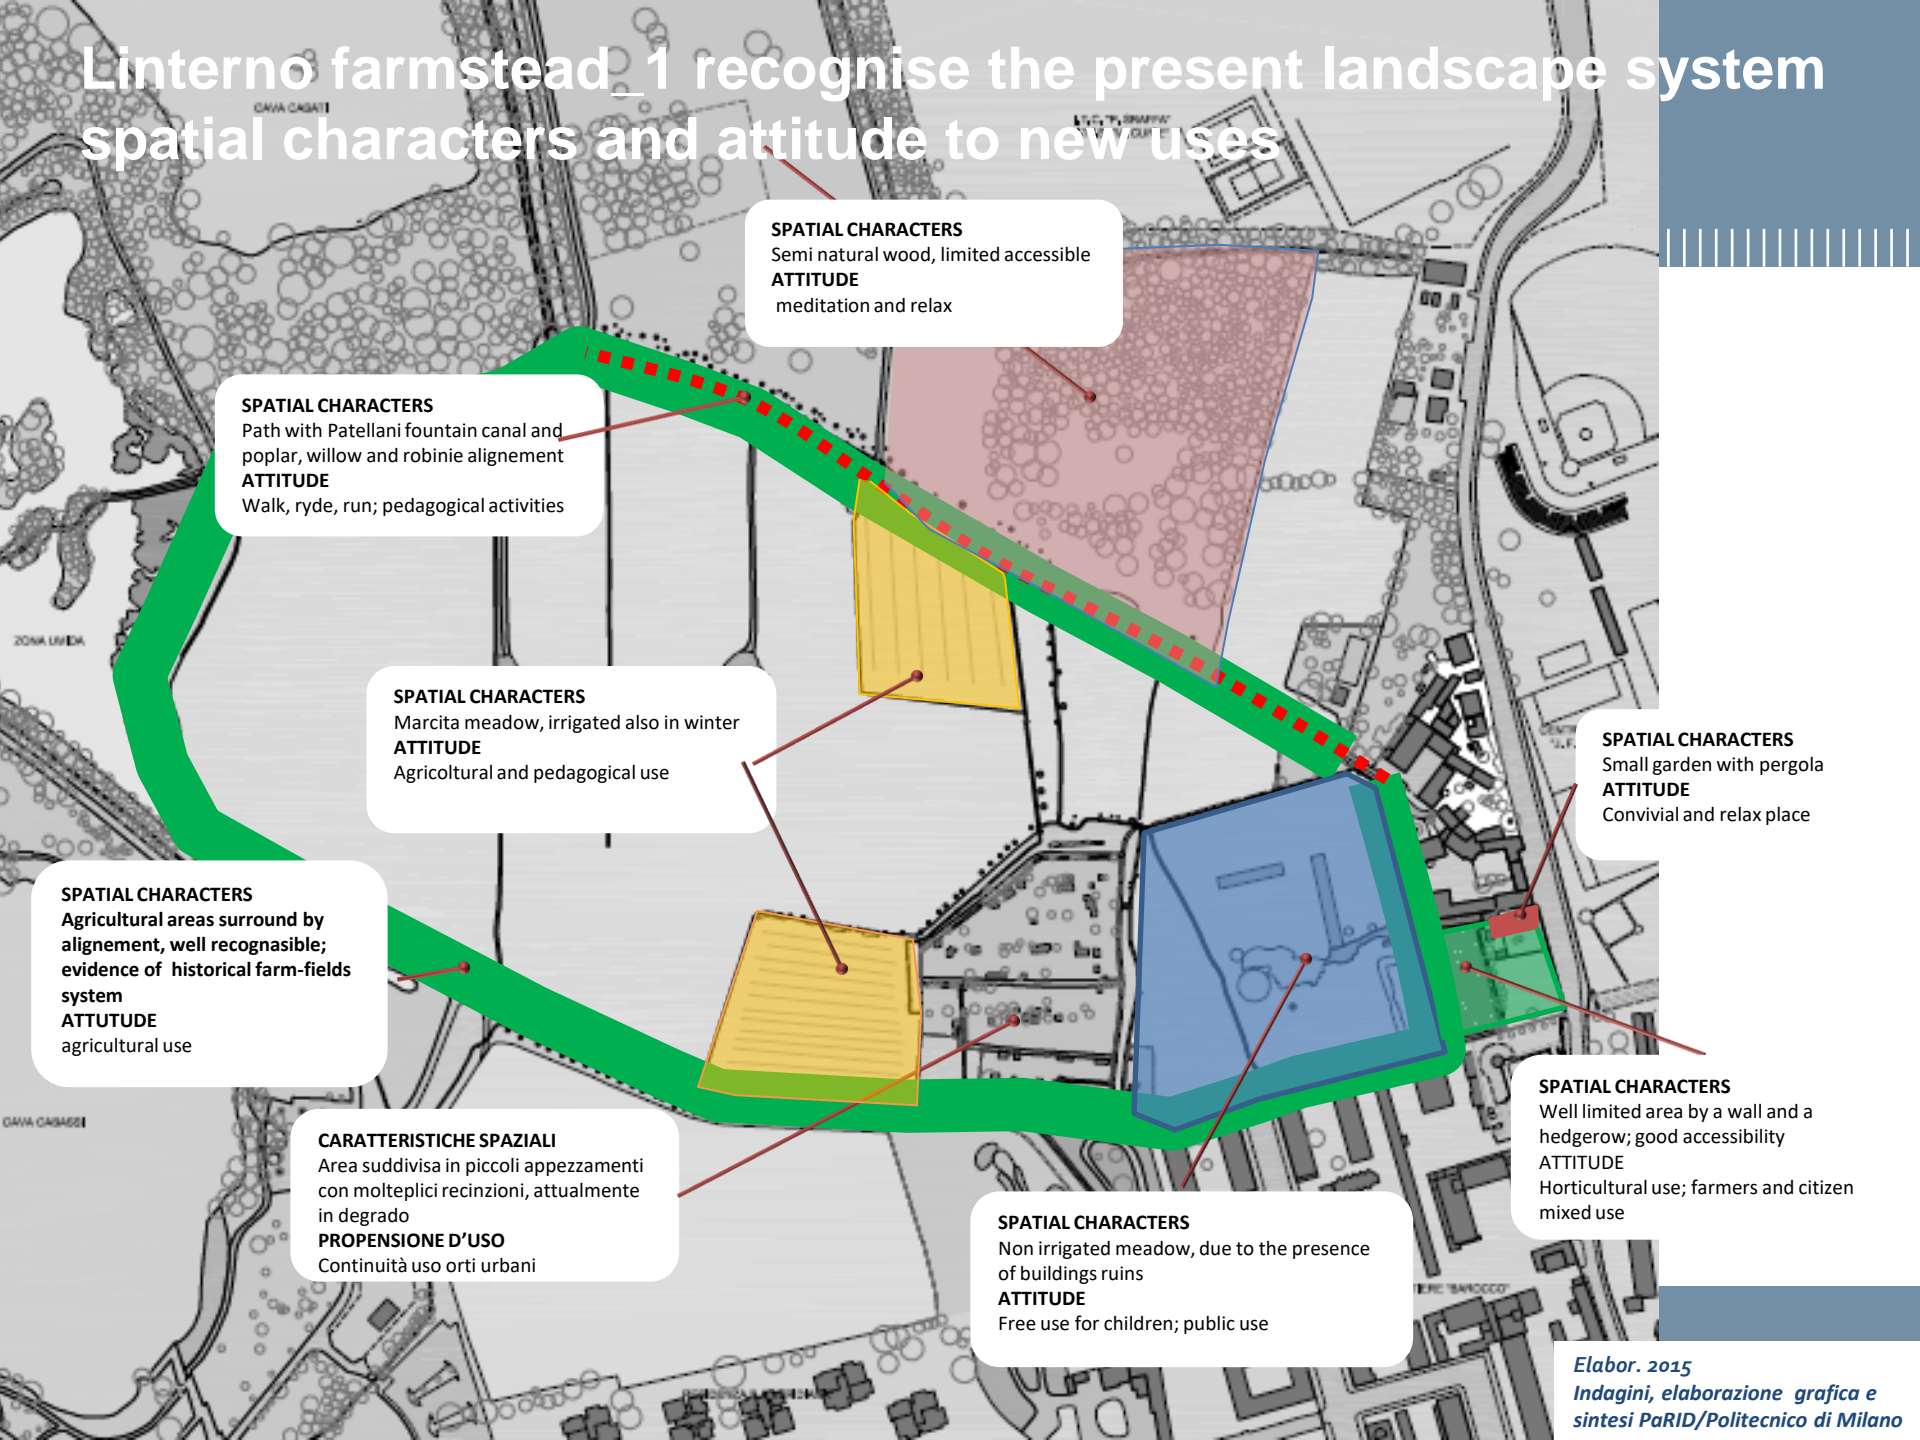 Linterno farmstead_1 recognise the present landscape system
spatial characters and attitude to new uses
CAVA CABATI
SPATIAL CHARACTERS
Semi natural wood, limited accessible
ATTITUDE
meditation and relax
SPATIAL CHARACTERS
Path with Patellani fountain canal and
poplar, willow and robinie alignement
ATTITUDE
Walk, ryde, run; pedagogical activities
ZONA UMIDA
SPATIAL CHARACTERS
Marcita meadow, irrigated also in winter
ATTITUDE
Agricoltural and pedagogical use
SPATIAL CHARACTERS
Small garden with pergola
ATTITUDE
Convivial and relax place
SPATIAL CHARACTERS
Agricultural areas surround by
alignement, well recognasible;
evidence of historical farm-fields
system
ATTUTUDE
agricultural use
SPATIAL CHARACTERS
Well limited area by a wall and a
hedgerow; good accessibility
ATTITUDE
Horticultural use; farmers and citizen
mixed use
CAVA CABASSI
CARATTERISTICHE SPAZIALI
Area suddivisa in piccoli appezzamenti
con molteplici recinzioni, attualmente
in degrado
PROPENSIONE D'USO
Continuità uso orti urbani
SPATIAL CHARACTERS
Non irrigated meadow, due to the presence
of buildings ruins
ATTITUDE
Free use for children; public use
"BAROCCO"
Elabor. 2015
Indagini, elaborazione grafica e
sintesi PaRID/Politecnico di Milano